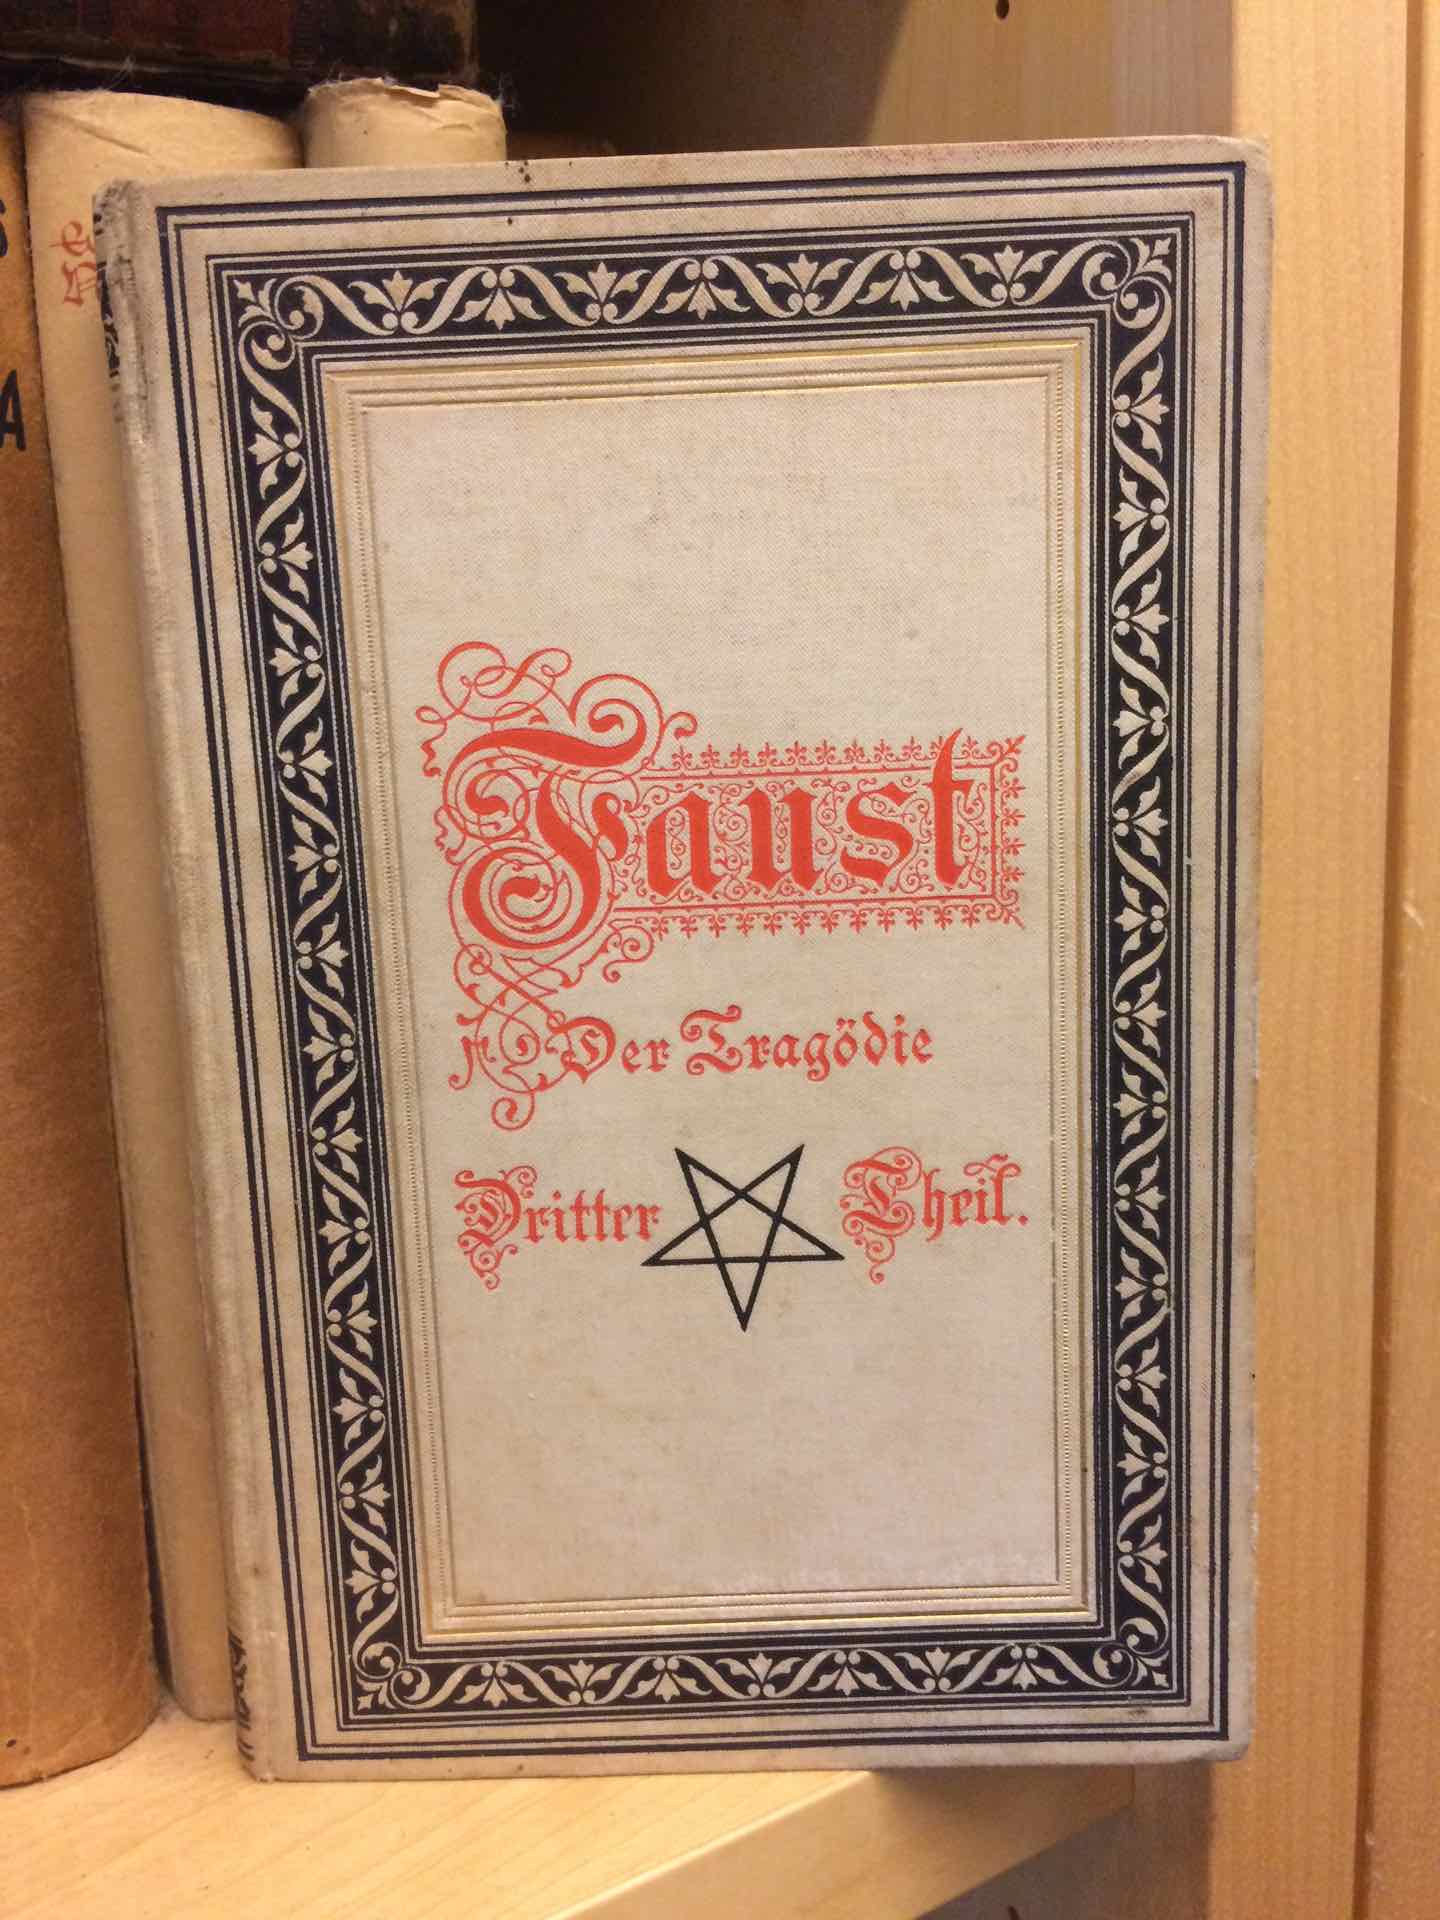 Faust
Der Tragödie
Dritter Theil.
S
A